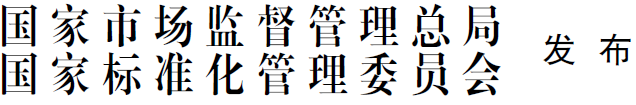 国家市场监督管理总局
国家标准化管理委员会
发布